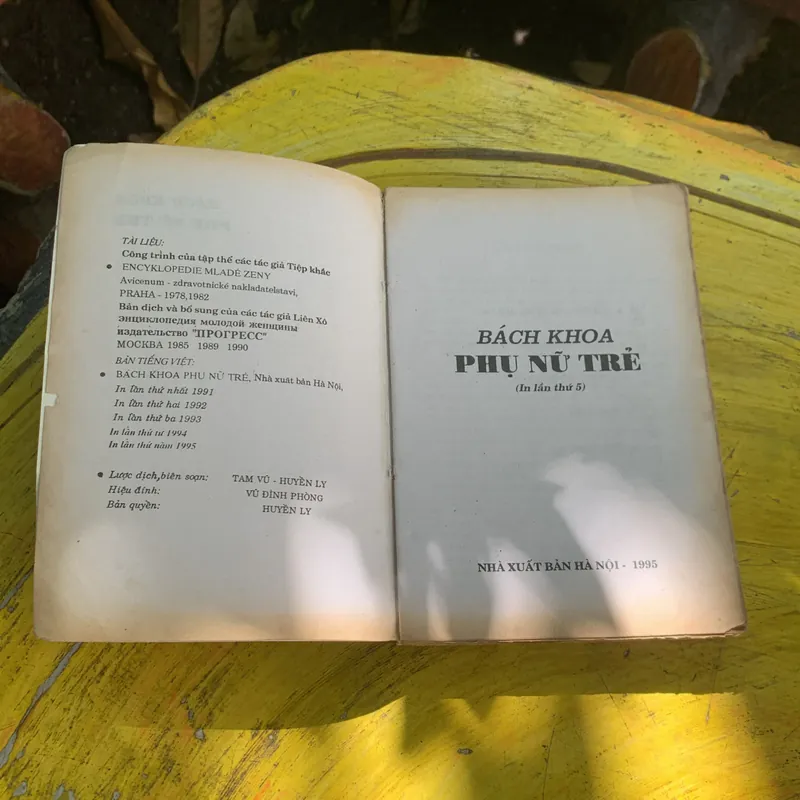 TÀI LIỆU:
Công trình của tập thể các tác giả Tiệp khắc
• ENCYKLOPEDIE MLADÉ ZENY
Avicenum - zdravotnické nakladatelstavi,
PRAHA - 1978,1982
Bản dịch và bổ sung của các tác giả Liên Xô
энциклопедия молодой женщины
издательство "ПРОГРЕСС"
МОСКВА 1985 1989 1990
BẢN TIẾNG VIỆT:
• BÁCH KHOA PHỤ NỮ TRẺ, Nhà xuất bản Hà Nội,
In lần thứ nhất 1991
In lần thứ hai 1992
In lần thứ ba 1993
In lần thứ tư 1994
In lần thứ năm 1995
• Lược dịch,biên soạn: TAM VŨ - HUYỀN LY
Hiệu đính: VŨ ĐÌNH PHÒNG
Bản quyền: HUYỀN LY
BÁCH KHOA
PHỤ NỮ TRẺ
(In lần thứ 5)
NHÀ XUẤT BẢN HÀ NỘI - 1995